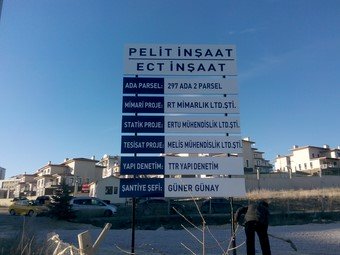 PELİT İNŞAAT
ECT İNŞAAT
ADA PARSEL: 297 ADA 2 PARSEL
MİMARİ PROJE: RT MİMARLIK LTD.ŞTİ.
STATİK PROJE: ERTU MÜHENDİSLİK LTD.ŞTİ.
TESİSAT PROJE: MELİS MÜHENDİSLİK LTD.ŞTİ.
YAPI DENETİM: TTR YAPI DENETİM
ŞANTİYE ŞEFİ: GÜNER GÜNAY